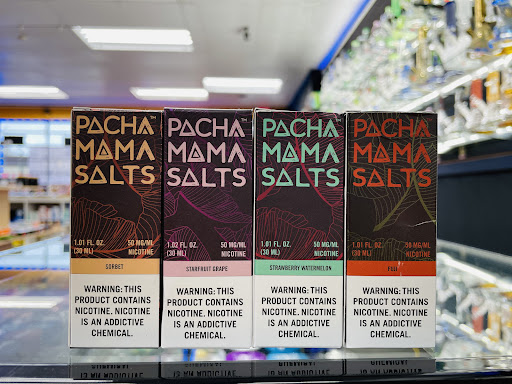 PACHA
MAMA
SALTS
1.01 FL. OZ.
(30 ML)
50 MG/ML
NICOTINE
SORBET
WARNING: THIS
PRODUCT CONTAINS
NICOTINE. NICOTINE
IS AN ADDICTIVE
CHEMICAL.
PACHA
MAMA
SALTS
1.02 FL. OZ.
(30 ML)
50 MG/ML
NICOTINE
STARFRUIT GRAPE
WARNING: THIS
PRODUCT CONTAINS
NICOTINE. NICOTINE
IS AN ADDICTIVE
CHEMICAL.
PACHA
MAMA
SALTS
1.01 FL. OZ.
(30 ML)
50 MG/ML
NICOTINE
STRAWBERRY WATERMELON
WARNING: THIS
PRODUCT CONTAINS
NICOTINE. NICOTINE
IS AN ADDICTIVE
CHEMICAL.
PACHA
MAMA
SALTS
1.01 FL. OZ.
(30 ML)
50 MG/ML
NICOTINE
FUJI
WARNING: THIS
PRODUCT CONTAINS
NICOTINE. NICOTINE
IS AN ADDICTIVE
CHEMICAL.